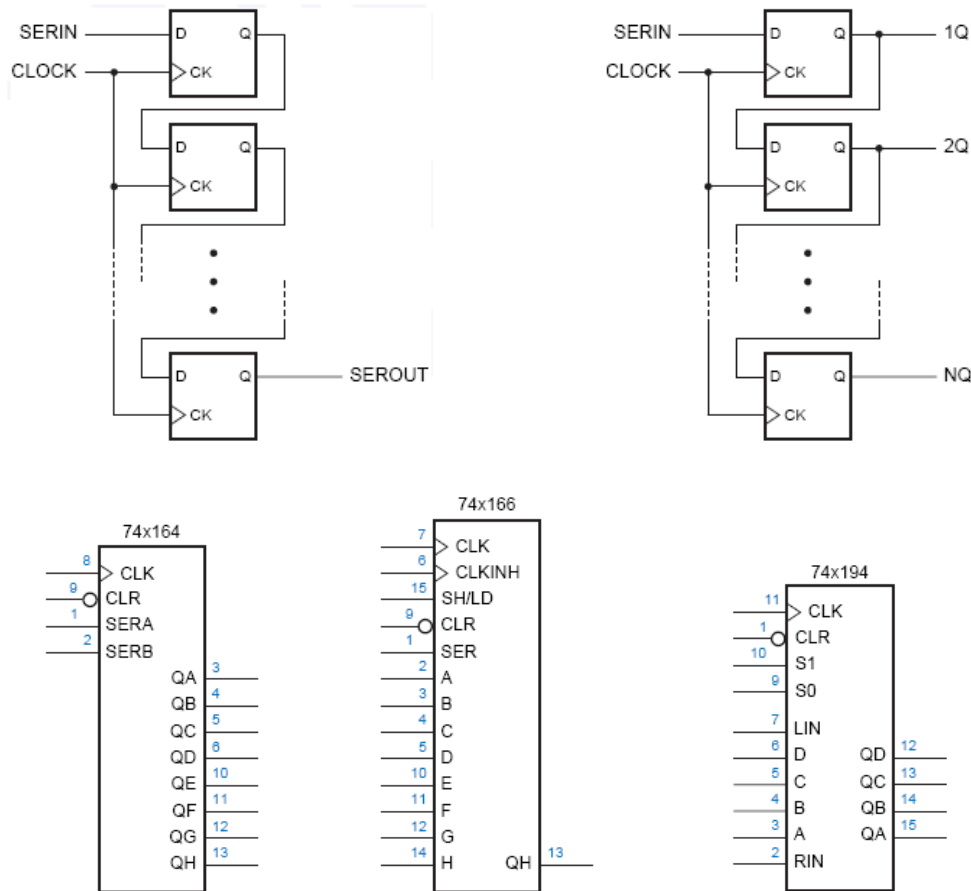 SERIN
D Q
CLOCK
CK
D Q
CK
D Q
SEROUT
CK
SERIN
D Q
1Q
CLOCK
CK
D Q
2Q
CK
D Q
NQ
CK
74x164
8 CLK
9 CLR
1 SERA
2 SERB
QA 3
QB 4
QC 5
QD 6
QE 10
QF 11
QG 12
QH 13
74x166
7 CLK
6 CLKINH
15 SH/LD
9 CLR
1 SER
2 A
3 B
4 C
5 D
10 E
11 F
12 G
14 H QH 13
74x194
11 CLK
1 CLR
10 S1
9 S0
7 LIN
6 D QD 12
5 C QC 13
4 B QB 14
3 A QA 15
2 RIN